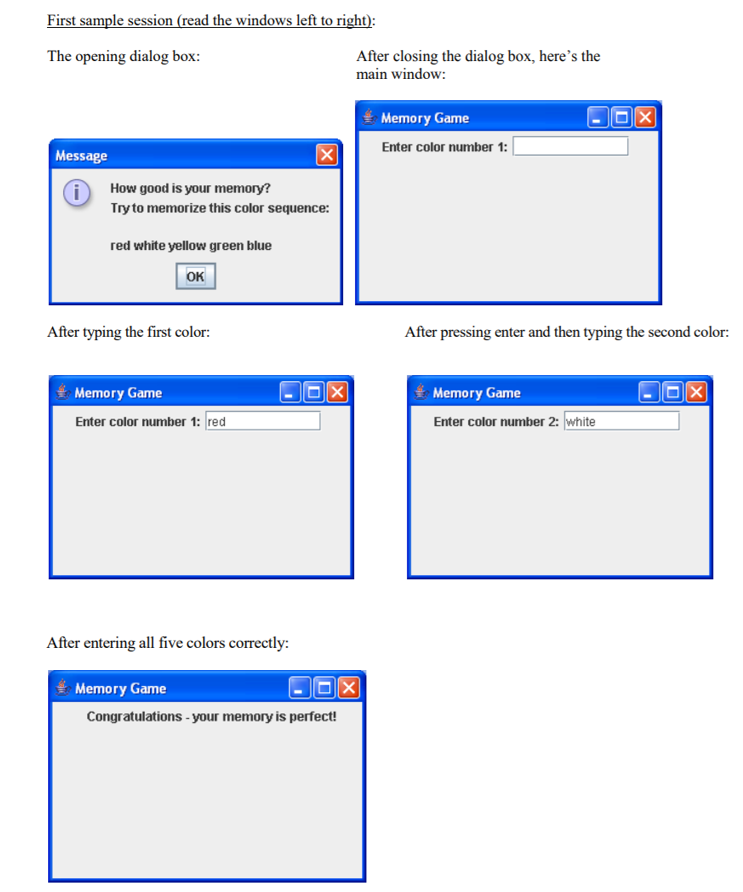 First sample session (read the windows left to right):
The opening dialog box:
After closing the dialog box, here's the
main window:
Message
How good is your memory?
Try to memorize this color sequence:
red white yellow green blue
OK
Memory Game
Enter color number 1:
After typing the first color:
After pressing enter and then typing the second color:
Memory Game
Enter color number 1: red
Memory Game
Enter color number 2: white
After entering all five colors correctly:
Memory Game
Congratulations - your memory is perfect!